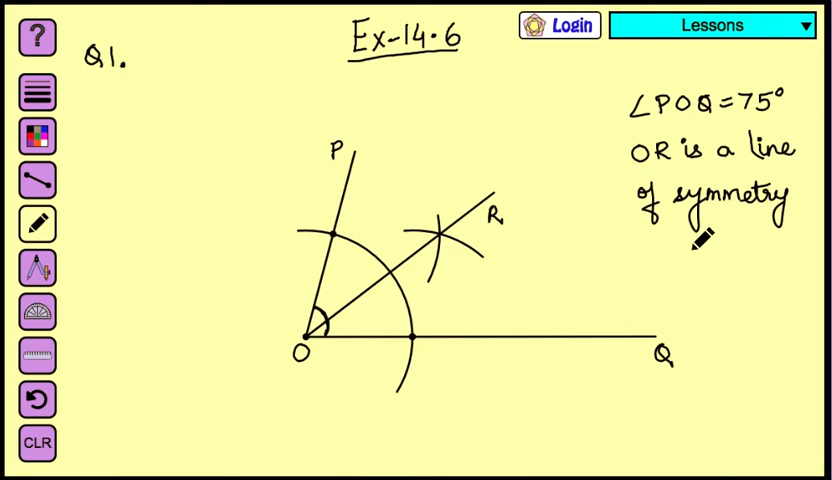 Ex-14.6
Login
Lessons
Q1.
∠POQ=75°
OR is a line
of symmetry
P
R
O
Q
?
CLR